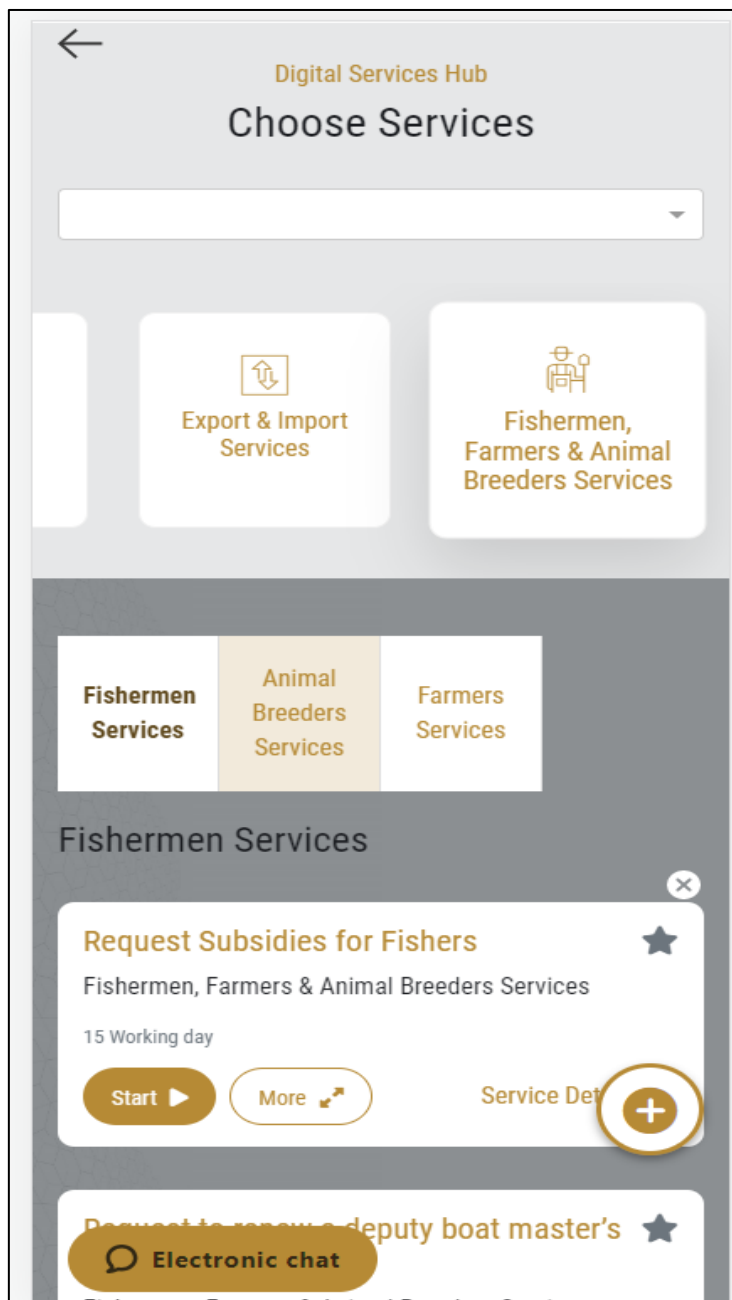 Digital Services Hub
Choose Services
Export & Import
Services
Fishermen,
Farmers & Animal
Breeders Services
Fishermen
Services
Animal
Breeders
Services
Farmers
Services
Fishermen Services
Request Subsidies for Fishers
Fishermen, Farmers & Animal Breeders Services
15 Working day
Start
More
Service Det
deputy boat master's
Electronic chat